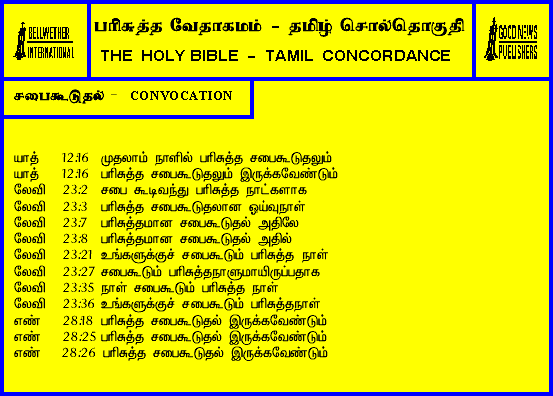 BELLWETHER
INTERNATIONAL
பரிசுத்த வேதாகமம் - தமிழ் சொல்தொகுதி
THE HOLY BIBLE - TAMIL CONCORDANCE
GOOD NEWS
PUBLISHERS
சபைகூடுதல் - CONVOCATION
யாத் 12:16 முதலாம் நாளில் பரிசுத்த சபைகூடுதலும்
யாத் 12:16 பரிசுத்த சபைகூடுதலும் இருக்கவேண்டும்
லேவி 23:2 சபை கூடிவந்து பரிசுத்த நாட்களாக
லேவி 23:3 பரிசுத்த சபைகூடுதலான ஓய்வுநாள்
லேவி 23:7 பரிசுத்தமான சபைகூடுதல் அதிலே
லேவி 23:8 பரிசுத்தமான சபைகூடுதல் அதில்
லேவி 23:21 உங்களுக்குச் சபைகூடும் பரிசுத்த நாள்
லேவி 23:27 சபைகூடும் பரிசுத்தநாளுமாயிருப்பதாக
லேவி 23:35 நாள் சபைகூடும் பரிசுத்த நாள்
லேவி 23:36 உங்களுக்குச் சபைகூடும் பரிசுத்தநாள்
எண் 28:18 பரிசுத்த சபைகூடுதல் இருக்கவேண்டும்
எண் 28:25 பரிசுத்த சபைகூடுதல் இருக்கவேண்டும்
எண் 28:26 பரிசுத்த சபைகூடுதல் இருக்கவேண்டும்